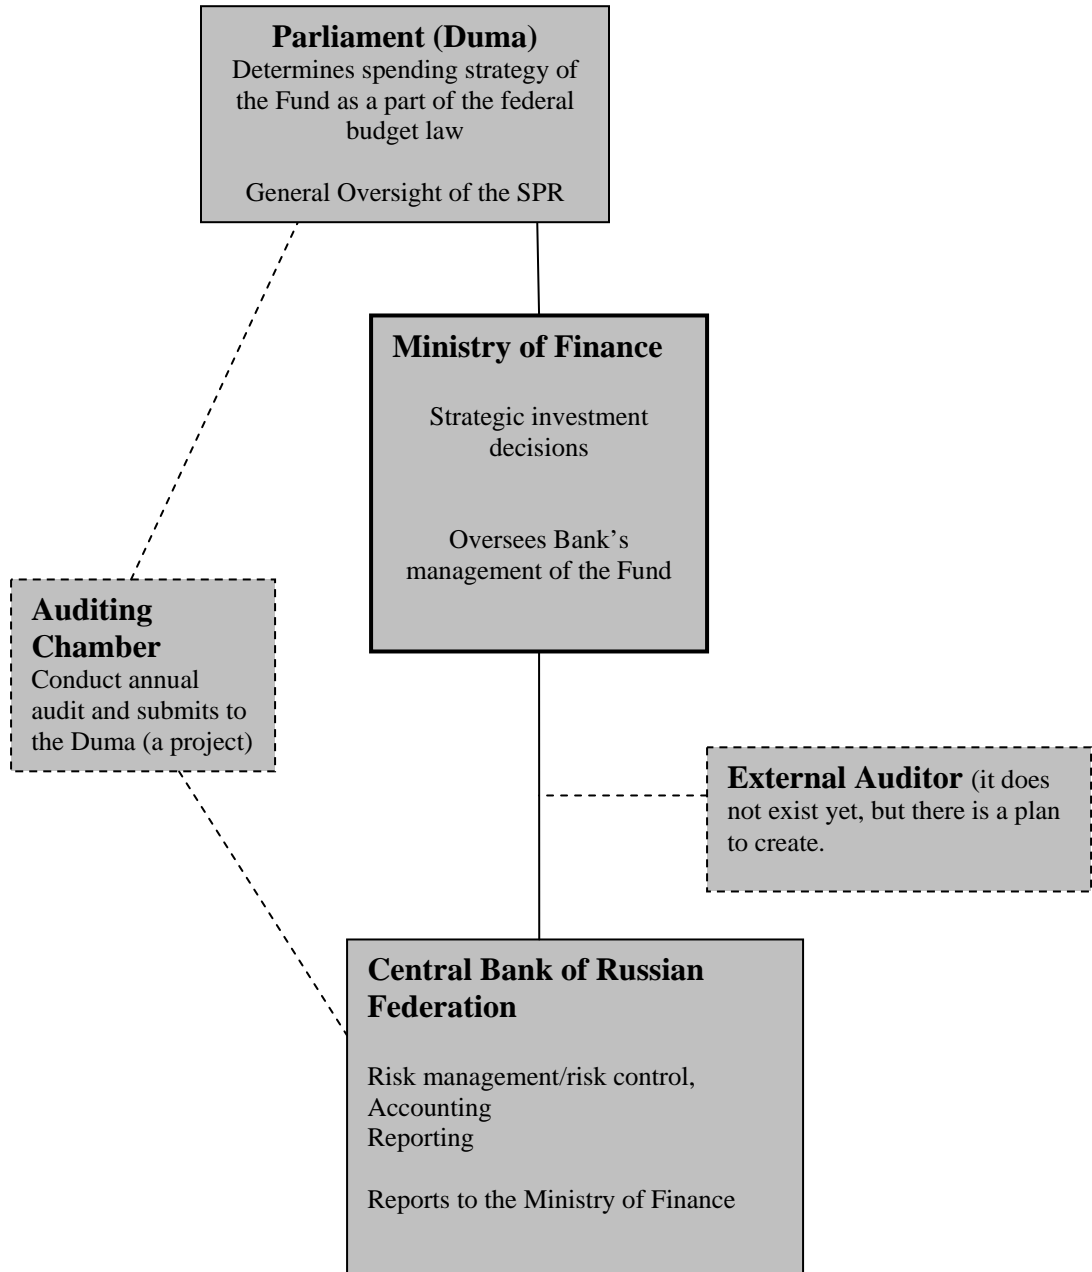 Parliament (Duma)
Determines spending strategy of
the Fund as a part of the federal
budget law
General Oversight of the SPR
Ministry of Finance
Strategic investment
decisions
Oversees Bank’s
management of the Fund
Auditing
Chamber
Conduct annual
audit and submits to
the Duma (a project)
External Auditor (it does
not exist yet, but there is a plan
to create.
Central Bank of Russian
Federation
Risk management/risk control,
Accounting
Reporting
Reports to the Ministry of Finance